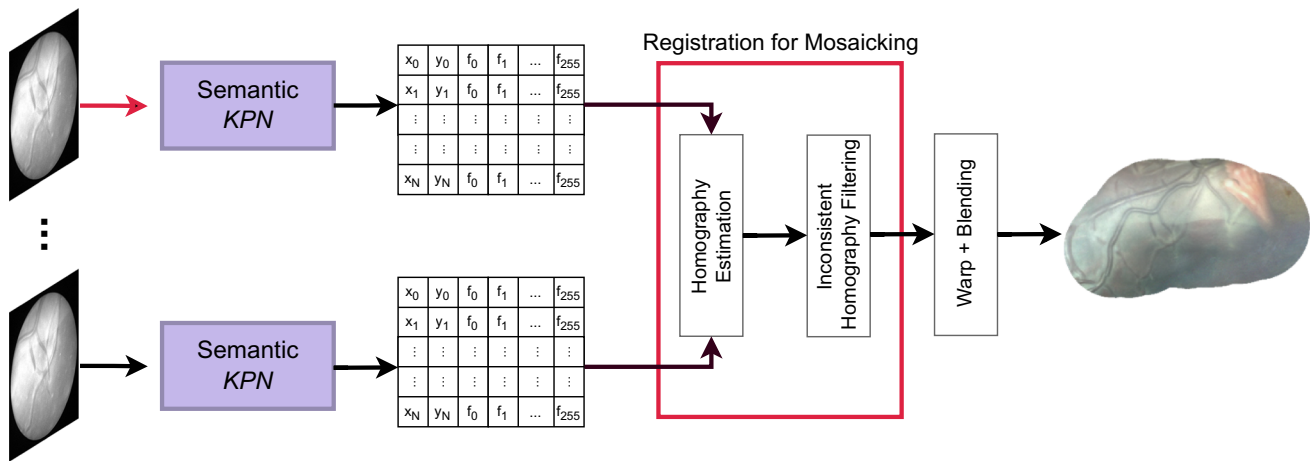 Registration for Mosaicking
Semantic
KPN
x0 y0 f0 f1 ... f255
x1 y1 f0 f1 ... f255
⋮ ⋮ ⋮ ⋮ ⋮ ⋮
⋮ ⋮ ⋮ ⋮ ⋮ ⋮
xN yN f0 f1 ... f255
...
Semantic
KPN
x0 y0 f0 f1 ... f255
x1 y1 f0 f1 ... f255
⋮ ⋮ ⋮ ⋮ ⋮ ⋮
⋮ ⋮ ⋮ ⋮ ⋮ ⋮
xN yN f0 f1 ... f255
Homography
Estimation
Inconsistent
Homography Filtering
Warp + Blending